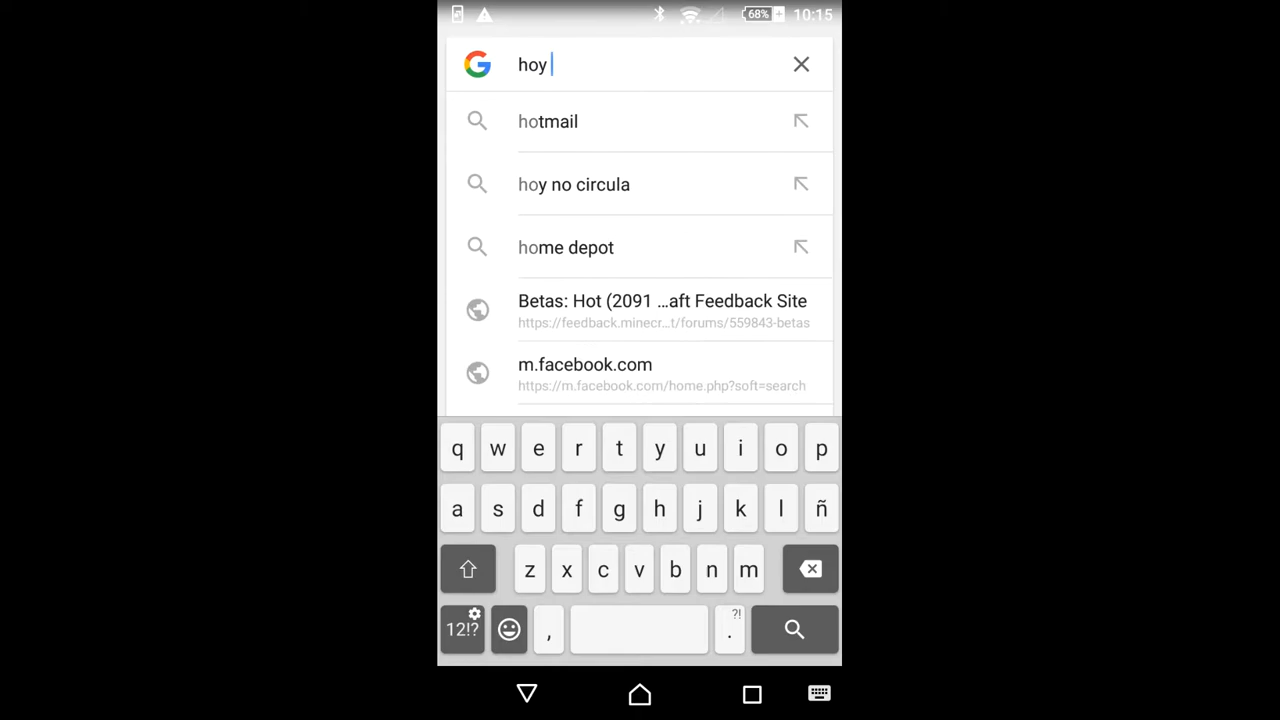 68% 10:15
hoy
hotmail
hoy no circula
home depot
Betas: Hot (2091 ...aft Feedback Site
https://feedback.minecr...t/forums/559843-betas
m.facebook.com
https://m.facebook.com/home.php?soft=search
q w e r t y u i o p
a s d f g h j k l ñ
z x c v b n m
12!? , . ?!